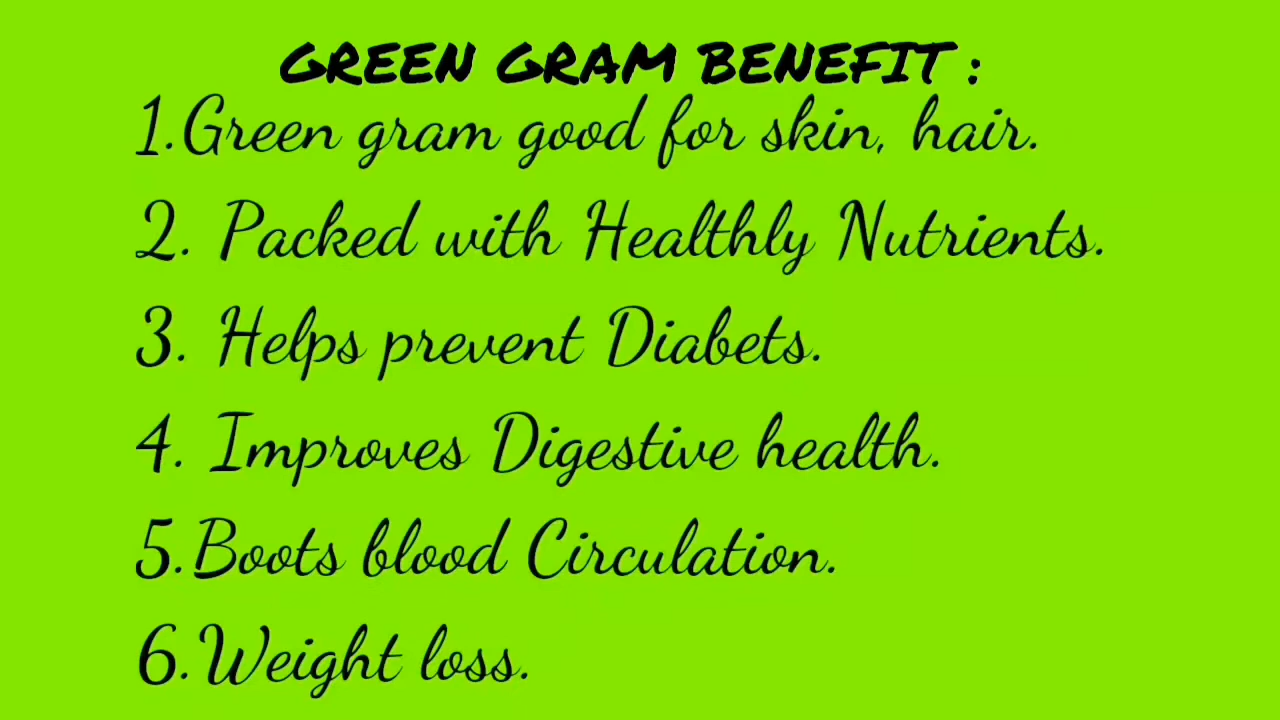 GREEN GRAM BENEFIT :
1.Green gram good for skin, hair.
2. Packed with Healthly Nutrients.
3. Helps prevent Diabets.
4. Improves Digestive health.
5.Boots blood Circulation.
6.Weight loss.